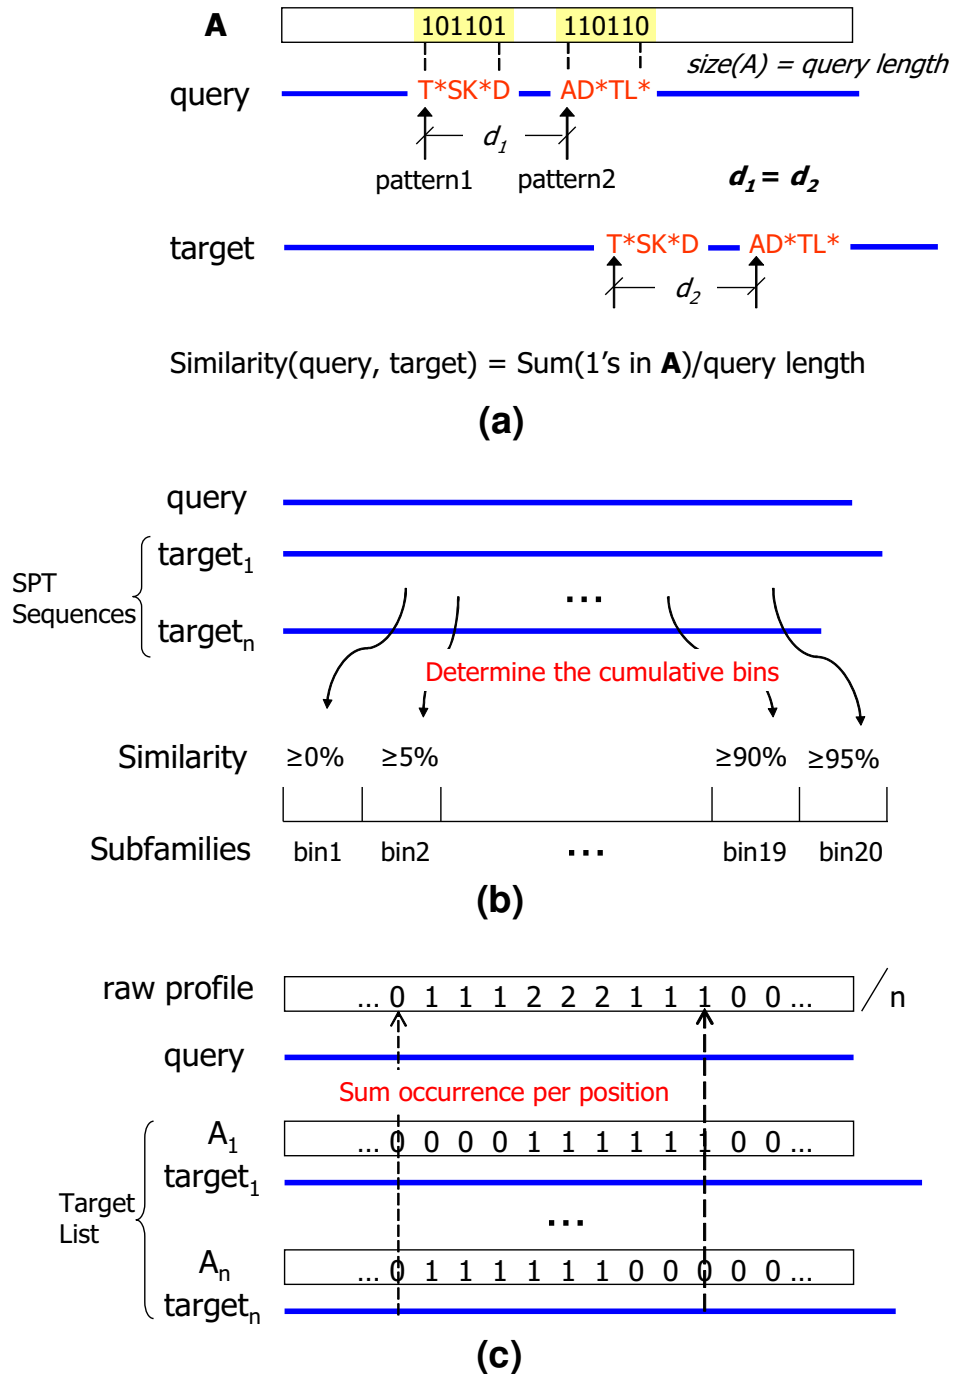 A 101101 110110
size(A) = query length
query T*SK*D AD*TL*
d1
pattern1 pattern2 d1 = d2
target T*SK*D AD*TL*
d2
Similarity(query, target) = Sum(1's in A)/query length
(a)
query
target1
SPT
Sequences
...
targetn
Determine the cumulative bins
Similarity ≥0% ≥5% ≥90% ≥95%
Subfamilies bin1 bin2 ... bin19 bin20
(b)
raw profile ... 0 1 1 1 2 2 2 1 1 1 0 0 ... / n
query
Sum occurrence per position
A1 ... 0 0 0 0 1 1 1 1 1 1 0 0 ...
target1
Target
List
...
An ... 0 1 1 1 1 1 1 0 0 0 0 0 ...
targetn
(c)